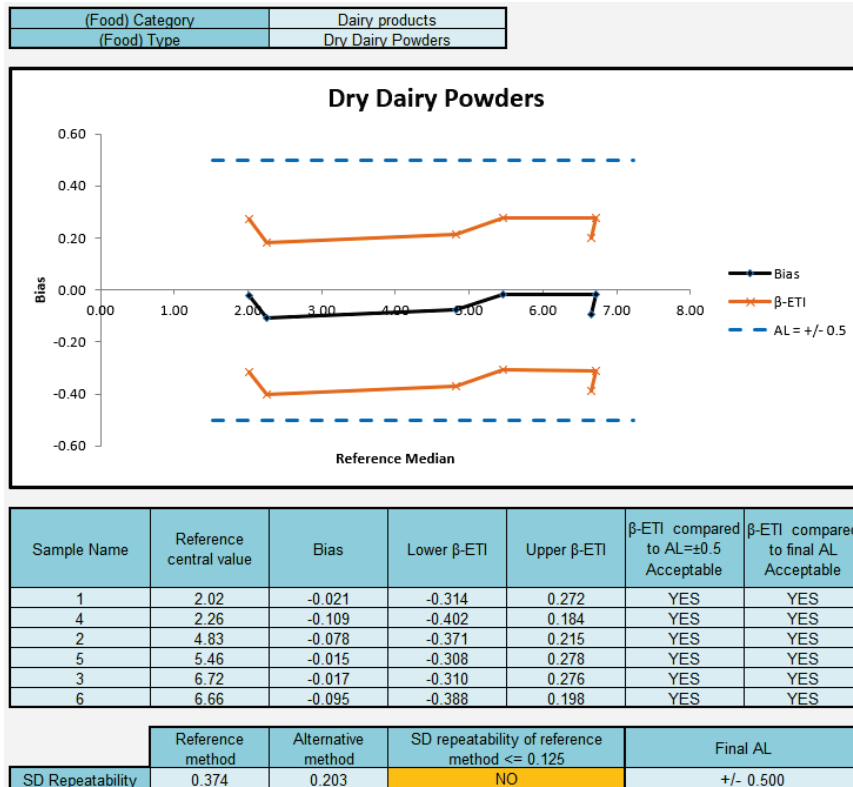 (Food) Category Dairy products
(Food) Type Dry Dairy Powders
Dry Dairy Powders
0.60
0.40
0.20
0.00
-0.20
-0.40
-0.60
0.00 1.00 2.00 3.00 4.00 5.00 6.00 7.00 8.00
Bias
Reference Median
Bias
β-ETI
AL = +/- 0.5
Sample Name Reference central value Bias Lower β-ETI Upper β-ETI β-ETI compared to AL=±0.5 Acceptable β-ETI compared to final AL Acceptable
1 2.02 -0.021 -0.314 0.272 YES YES
4 2.26 -0.109 -0.402 0.184 YES YES
2 4.83 -0.078 -0.371 0.215 YES YES
5 5.46 -0.015 -0.308 0.278 YES YES
3 6.72 -0.017 -0.310 0.276 YES YES
6 6.66 -0.095 -0.388 0.198 YES YES
Reference method Alternative method SD repeatability of reference method <= 0.125 Final AL
SD Repeatability 0.374 0.203 NO +/- 0.500